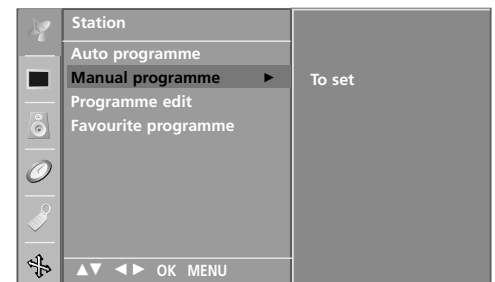 Station
Auto programme
Manual programme ►
To set
Programme edit
Favourite programme
▲▼ ◄► OK MENU